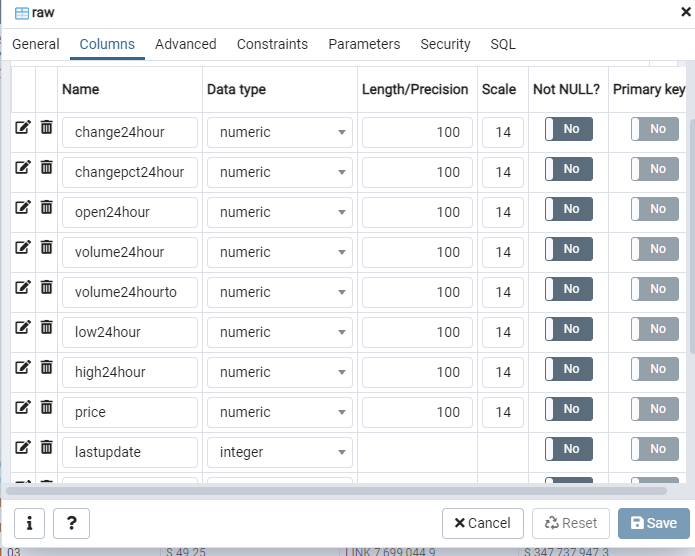 raw
General Columns Advanced Constraints Parameters Security SQL
Name Data type Length/Precision Scale Not NULL? Primary key
change24hour numeric 100 14 No No
changepct24hour numeric 100 14 No No
open24hour numeric 100 14 No No
volume24hour numeric 100 14 No No
volume24hourto numeric 100 14 No No
low24hour numeric 100 14 No No
high24hour numeric 100 14 No No
price numeric 100 14 No No
lastupdate integer No No
i ? Cancel Reset Save
03 $ 49.25 LINK 7,699,044.9 $ 347,737,947.3